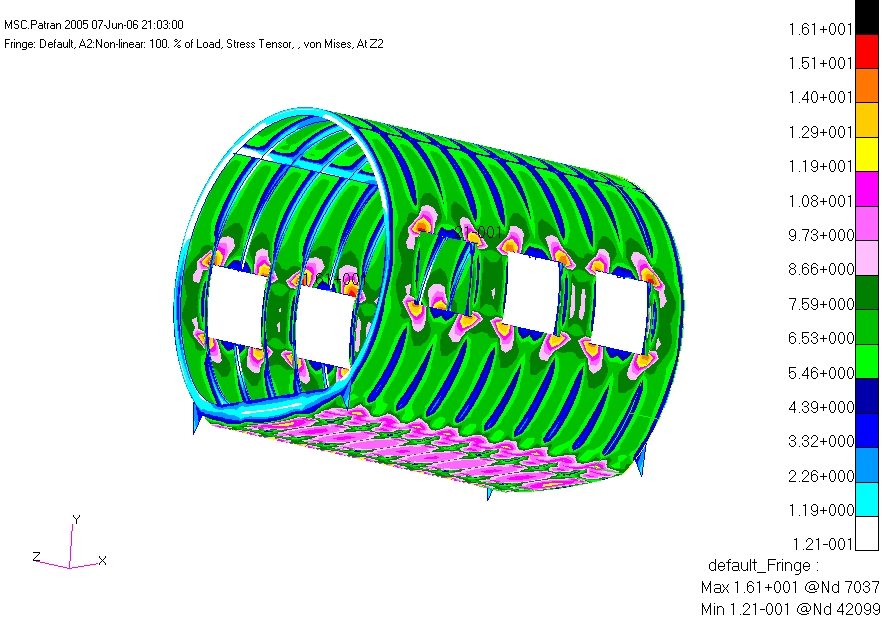 MSC.Patran 2005 07-Jun-06 21:03:00
Fringe: Default, A2:Non-linear: 100. % of Load, Stress Tensor, , von Mises, At Z2
1.61+001
1.51+001
1.40+001
1.29+001
1.19+001
1.08+001
9.73+000
8.66+000
7.59+000
6.53+000
5.46+000
4.39+000
3.32+000
2.26+000
1.19+000
1.21-001
Y
Z
X
default_Fringe :
Max 1.61+001 @Nd 7037
Min 1.21-001 @Nd 42099